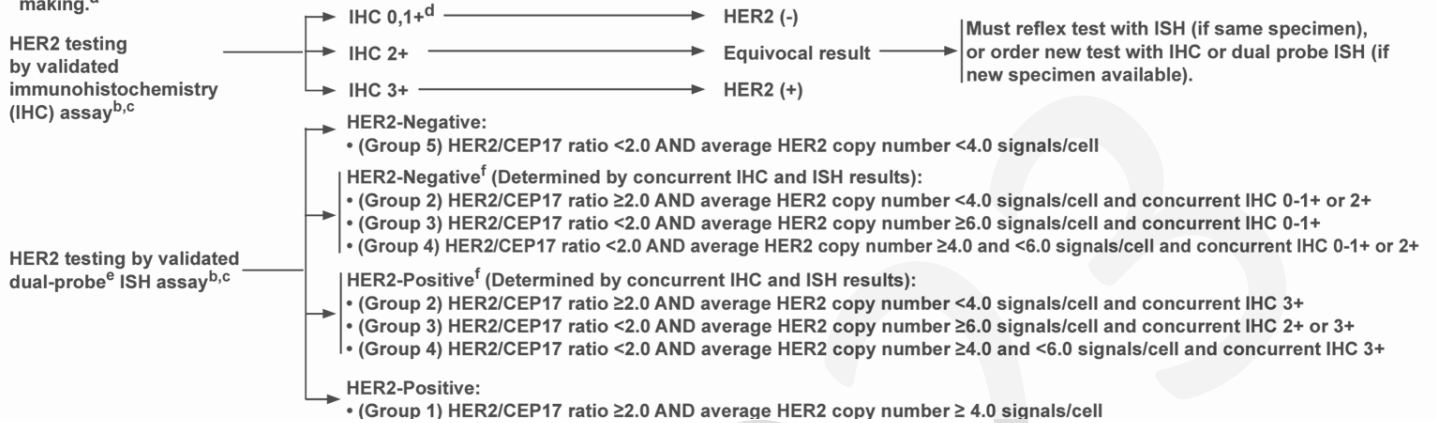 making.a
HER2 testing
by validated
immunohistochemistry
(IHC) assayb,c
IHC 0,1+d
HER2 (-)
IHC 2+
Equivocal result
Must reflex test with ISH (if same specimen),
or order new test with IHC or dual probe ISH (if
new specimen available).
IHC 3+
HER2 (+)
HER2 testing by validated
dual-probee ISH assayb,c
HER2-Negative:
• (Group 5) HER2/CEP17 ratio <2.0 AND average HER2 copy number <4.0 signals/cell
HER2-Negativef (Determined by concurrent IHC and ISH results):
• (Group 2) HER2/CEP17 ratio ≥2.0 AND average HER2 copy number <4.0 signals/cell and concurrent IHC 0-1+ or 2+
• (Group 3) HER2/CEP17 ratio <2.0 AND average HER2 copy number ≥6.0 signals/cell and concurrent IHC 0-1+
• (Group 4) HER2/CEP17 ratio <2.0 AND average HER2 copy number ≥4.0 and <6.0 signals/cell and concurrent IHC 0-1+ or 2+
HER2-Positivef (Determined by concurrent IHC and ISH results):
• (Group 2) HER2/CEP17 ratio ≥2.0 AND average HER2 copy number <4.0 signals/cell and concurrent IHC 3+
• (Group 3) HER2/CEP17 ratio <2.0 AND average HER2 copy number ≥6.0 signals/cell and concurrent IHC 2+ or 3+
• (Group 4) HER2/CEP17 ratio <2.0 AND average HER2 copy number ≥4.0 and <6.0 signals/cell and concurrent IHC 3+
HER2-Positive:
• (Group 1) HER2/CEP17 ratio ≥2.0 AND average HER2 copy number ≥ 4.0 signals/cell